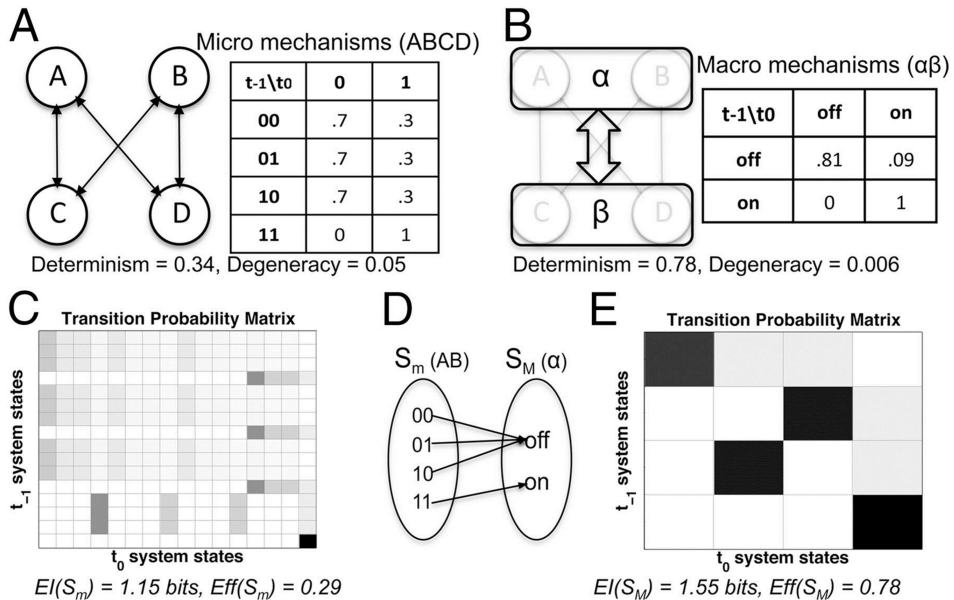 A
Micro mechanisms (ABCD)
A B
C D
t-1\t0 0 1
00 .7 .3
01 .7 .3
10 .7 .3
11 0 1
Determinism = 0.34, Degeneracy = 0.05
B
Macro mechanisms (αβ)
A α B
C β D
t-1\t0 off on
off .81 .09
on 0 1
Determinism = 0.78, Degeneracy = 0.006
C
Transition Probability Matrix
t-1 system states
t0 system states
EI(Sm) = 1.15 bits, Eff(Sm) = 0.29
D
Sm (AB) SM (α)
00
01 off
10
11 on
E
Transition Probability Matrix
t-1 system states
t0 system states
EI(SM) = 1.55 bits, Eff(SM) = 0.78